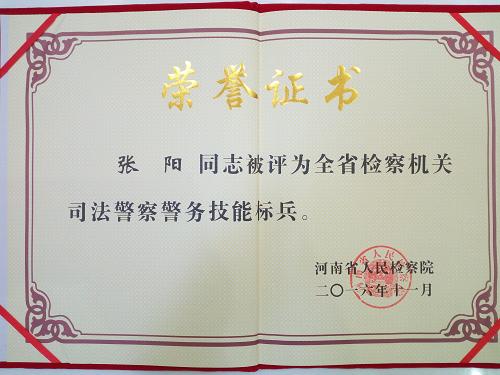 荣誉证书
张 阳 同志被评为全省检察机关
司法警察警务技能标兵。
河南省人民检察院
二〇一六年十一月